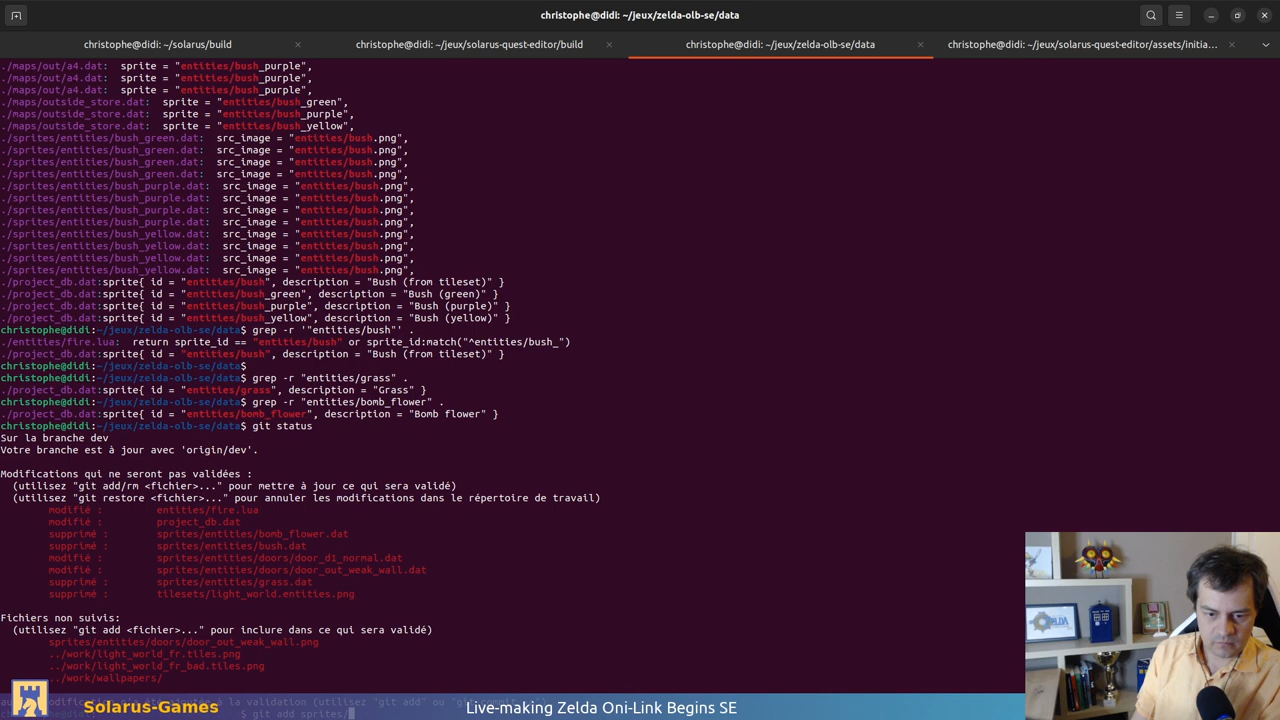 christophe@didi: ~/jeux/zelda-olb-se/data
christophe@didi: ~/solarus/build
christophe@didi: ~/jeux/solarus-quest-editor/build
christophe@didi: ~/jeux/zelda-olb-se/data
christophe@didi: ~/jeux/solarus-quest-editor/assets/initia...
./maps/out/a4.dat:  sprite = "entities/bush_purple",
./maps/out/a4.dat:  sprite = "entities/bush_purple",
./maps/out/a4.dat:  sprite = "entities/bush_purple",
./maps/outside_store.dat:  sprite = "entities/bush_green",
./maps/outside_store.dat:  sprite = "entities/bush_purple",
./maps/outside_store.dat:  sprite = "entities/bush_yellow",
./sprites/entities/bush_green.dat:  src_image = "entities/bush.png",
./sprites/entities/bush_green.dat:  src_image = "entities/bush.png",
./sprites/entities/bush_green.dat:  src_image = "entities/bush.png",
./sprites/entities/bush_green.dat:  src_image = "entities/bush.png",
./sprites/entities/bush_purple.dat:  src_image = "entities/bush.png",
./sprites/entities/bush_purple.dat:  src_image = "entities/bush.png",
./sprites/entities/bush_purple.dat:  src_image = "entities/bush.png",
./sprites/entities/bush_purple.dat:  src_image = "entities/bush.png",
./sprites/entities/bush_yellow.dat:  src_image = "entities/bush.png",
./sprites/entities/bush_yellow.dat:  src_image = "entities/bush.png",
./sprites/entities/bush_yellow.dat:  src_image = "entities/bush.png",
./sprites/entities/bush_yellow.dat:  src_image = "entities/bush.png",
./project_db.dat:sprite{ id = "entities/bush", description = "Bush (from tileset)" }
./project_db.dat:sprite{ id = "entities/bush_green", description = "Bush (green)" }
./project_db.dat:sprite{ id = "entities/bush_purple", description = "Bush (purple)" }
./project_db.dat:sprite{ id = "entities/bush_yellow", description = "Bush (yellow)" }
christophe@didi:~/jeux/zelda-olb-se/data$ grep -r '"entities/bush"' .
./entities/fire.lua:  return sprite_id == "entities/bush" or sprite_id:match("^entities/bush_")
./project_db.dat:sprite{ id = "entities/bush", description = "Bush (from tileset)" }
christophe@didi:~/jeux/zelda-olb-se/data$
christophe@didi:~/jeux/zelda-olb-se/data$ grep -r "entities/grass" .
./project_db.dat:sprite{ id = "entities/grass", description = "Grass" }
christophe@didi:~/jeux/zelda-olb-se/data$ grep -r "entities/bomb_flower" .
./project_db.dat:sprite{ id = "entities/bomb_flower", description = "Bomb flower" }
christophe@didi:~/jeux/zelda-olb-se/data$ git status
Sur la branche dev
Votre branche est à jour avec 'origin/dev'.
Modifications qui ne seront pas validées :
(utilisez "git add/rm <fichier>..." pour mettre à jour ce qui sera validé)
(utilisez "git restore <fichier>..." pour annuler les modifications dans le répertoire de travail)
modifié :         entities/fire.lua
modifié :         project_db.dat
supprimé :        sprites/entities/bomb_flower.dat
supprimé :        sprites/entities/bush.dat
modifié :         sprites/entities/doors/door_d1_normal.dat
modifié :         sprites/entities/doors/door_out_weak_wall.dat
supprimé :        sprites/entities/grass.dat
supprimé :        tilesets/light_world.entities.png
Fichiers non suivis:
(utilisez "git add <fichier>..." pour inclure dans ce qui sera validé)
sprites/entities/doors/door_out_weak_wall.png
../work/light_world_fr.tiles.png
../work/light_world_fr_bad.tiles.png
../work/wallpapers/
à la validation (utilisez "git add" ou
$ git add sprites/
Solarus-Games
Live-making Zelda Oni-Link Begins SE